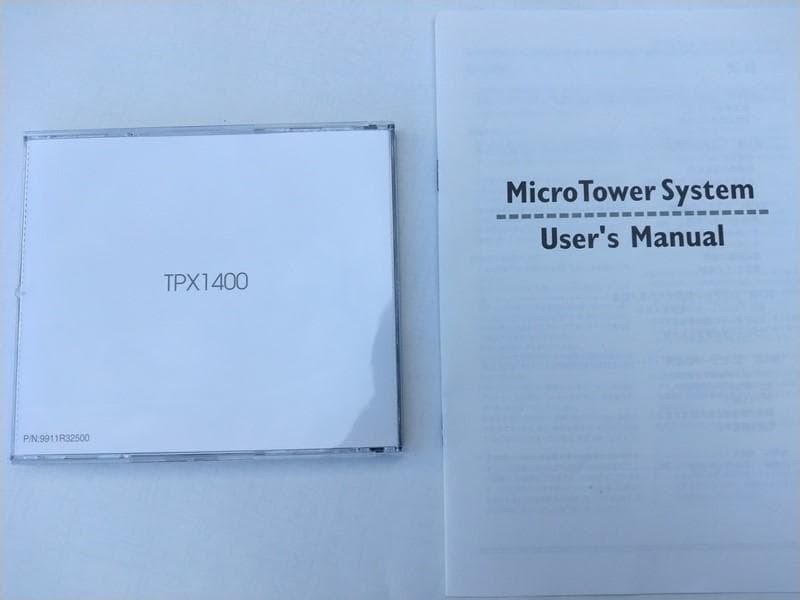 TPX1400
P/N:9911R32500
MicroTower System
User's Manual